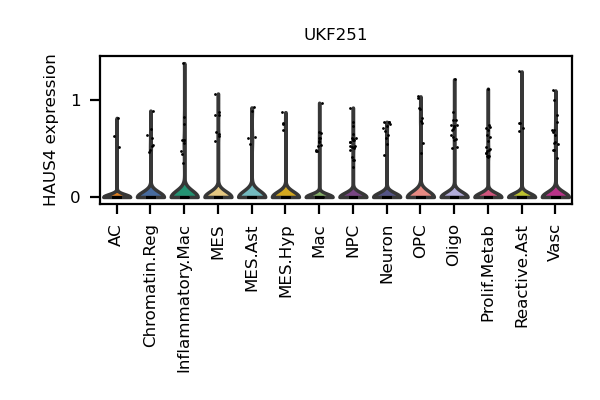 UKF251
HAUS4 expression
1
0
AC
Chromatin.Reg
Inflammatory.Mac
MES
MES.Ast
MES.Hyp
Mac
NPC
Neuron
OPC
Oligo
Prolif.Metab
Reactive.Ast
Vasc